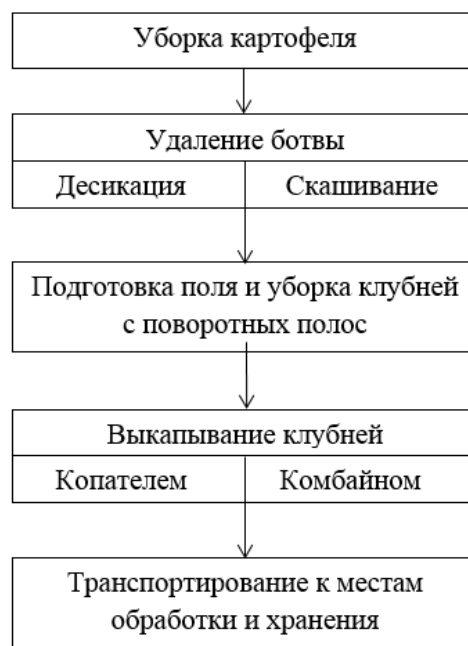 Уборка картофеля
Удаление ботвы
Десикация Скашивание
Подготовка поля и уборка клубней
с поворотных полос
Выкапывание клубней
Копателем Комбайном
Транспортирование к местам
обработки и хранения